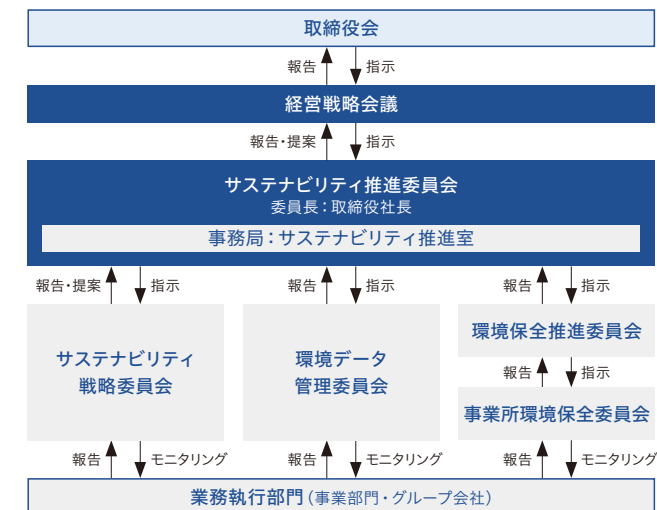 取締役会
報告 指示
経営戦略会議
報告・提案 指示
サステナビリティ推進委員会
委員長：取締役社長
事務局：サステナビリティ推進室
報告・提案 指示 報告 指示 報告 指示
サステナビリティ
戦略委員会
環境データ
管理委員会
環境保全推進委員会
報告 指示
事業所環境保全委員会
報告 モニタリング 報告 モニタリング 報告 モニタリング
業務執行部門（事業部門・グループ会社）